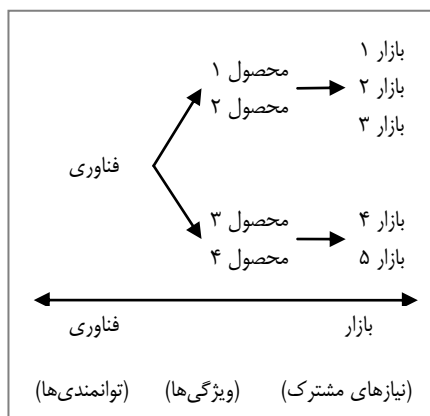 بازار ۱
محصول ۱
بازار ۲
محصول ۲
بازار ۳
فناوری
محصول ۳
بازار ۴
محصول ۴
بازار ۵
بازار
فناوری
(نیازهای مشترک)
(ویژگی‌ها)
(توانمندی‌ها)